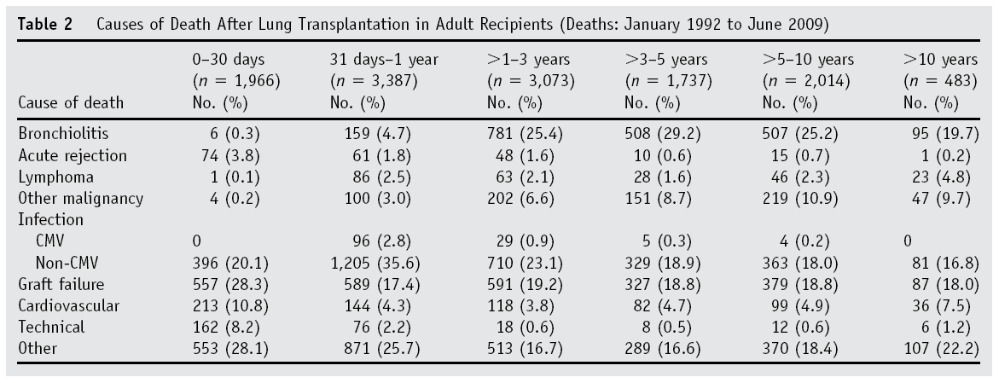 Table 2 Causes of Death After Lung Transplantation in Adult Recipients (Deaths: January 1992 to June 2009)
0–30 days 31 days–1 year >1–3 years >3–5 years >5–10 years >10 years
(n = 1,966) (n = 3,387) (n = 3,073) (n = 1,737) (n = 2,014) (n = 483)
Cause of death No. (%) No. (%) No. (%) No. (%) No. (%) No. (%)
Bronchiolitis 6 (0.3) 159 (4.7) 781 (25.4) 508 (29.2) 507 (25.2) 95 (19.7)
Acute rejection 74 (3.8) 61 (1.8) 48 (1.6) 10 (0.6) 15 (0.7) 1 (0.2)
Lymphoma 1 (0.1) 86 (2.5) 63 (2.1) 28 (1.6) 46 (2.3) 23 (4.8)
Other malignancy 4 (0.2) 100 (3.0) 202 (6.6) 151 (8.7) 219 (10.9) 47 (9.7)
Infection
CMV 0 96 (2.8) 29 (0.9) 5 (0.3) 4 (0.2) 0
Non-CMV 396 (20.1) 1,205 (35.6) 710 (23.1) 329 (18.9) 363 (18.0) 81 (16.8)
Graft failure 557 (28.3) 589 (17.4) 591 (19.2) 327 (18.8) 379 (18.8) 87 (18.0)
Cardiovascular 213 (10.8) 144 (4.3) 118 (3.8) 82 (4.7) 99 (4.9) 36 (7.5)
Technical 162 (8.2) 76 (2.2) 18 (0.6) 8 (0.5) 12 (0.6) 6 (1.2)
Other 553 (28.1) 871 (25.7) 513 (16.7) 289 (16.6) 370 (18.4) 107 (22.2)